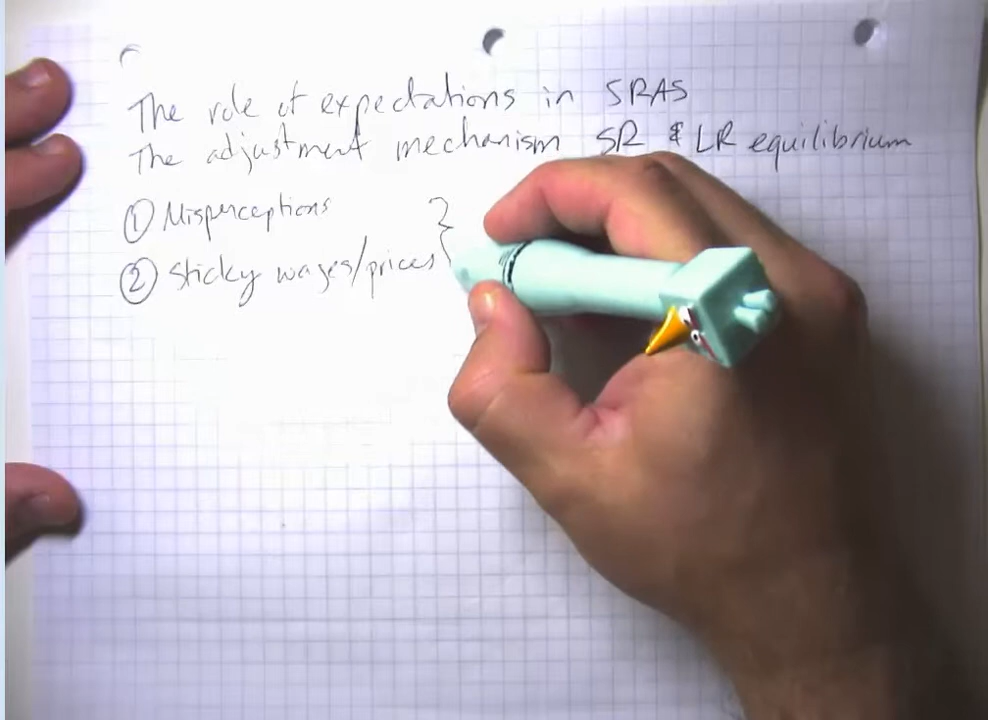 The role of expectations in SRAS
The adjustment mechanism SR & LR equilibrium
① Misperceptions
② Sticky wages/prices